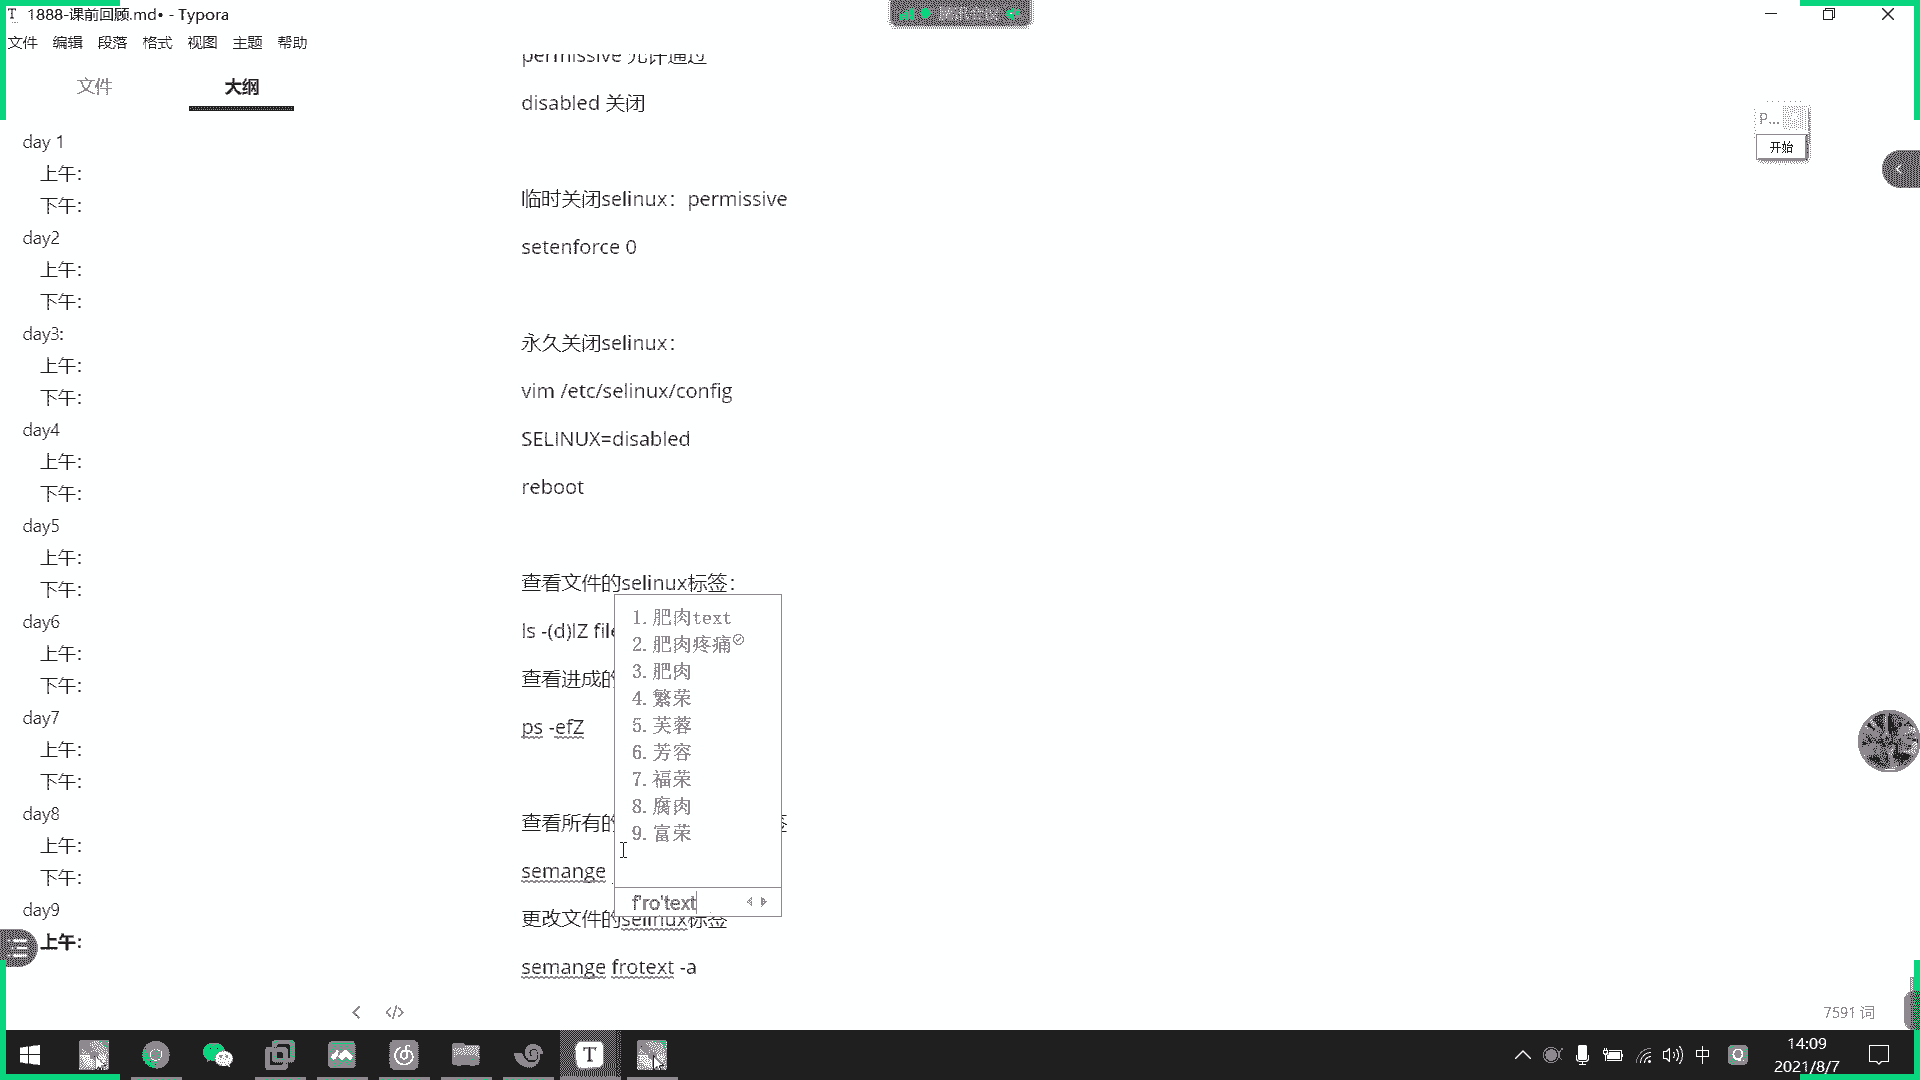 1888-课前回顾.md• - Typora
腾讯会议
文件 编辑 段落 格式 视图 主题 帮助
文件 大纲
day 1
上午：
下午：
day2
上午：
下午：
day3:
上午：
下午：
day4
上午：
下午：
day5
上午：
下午：
day6
上午：
下午：
day7
上午：
下午：
day8
上午：
下午：
day9
上午：
permissive 允许通过
disabled 关闭
临时关闭selinux：permissive
setenforce 0
永久关闭selinux：
vim /etc/selinux/config
SELINUX=disabled
reboot
查看文件的selinux标签：
ls -(d)lZ file
查看进成的
ps -efZ
查看所有的
semange
更改文件的selinux标签
semange frotext -a
1.肥肉text
2.肥肉疼痛
3.肥肉
4.繁荣
5.芙蓉
6.芳容
7.福荣
8.腐肉
9.富荣
f'ro'text
P...
开始
7591 词
中
14:09
2021/8/7